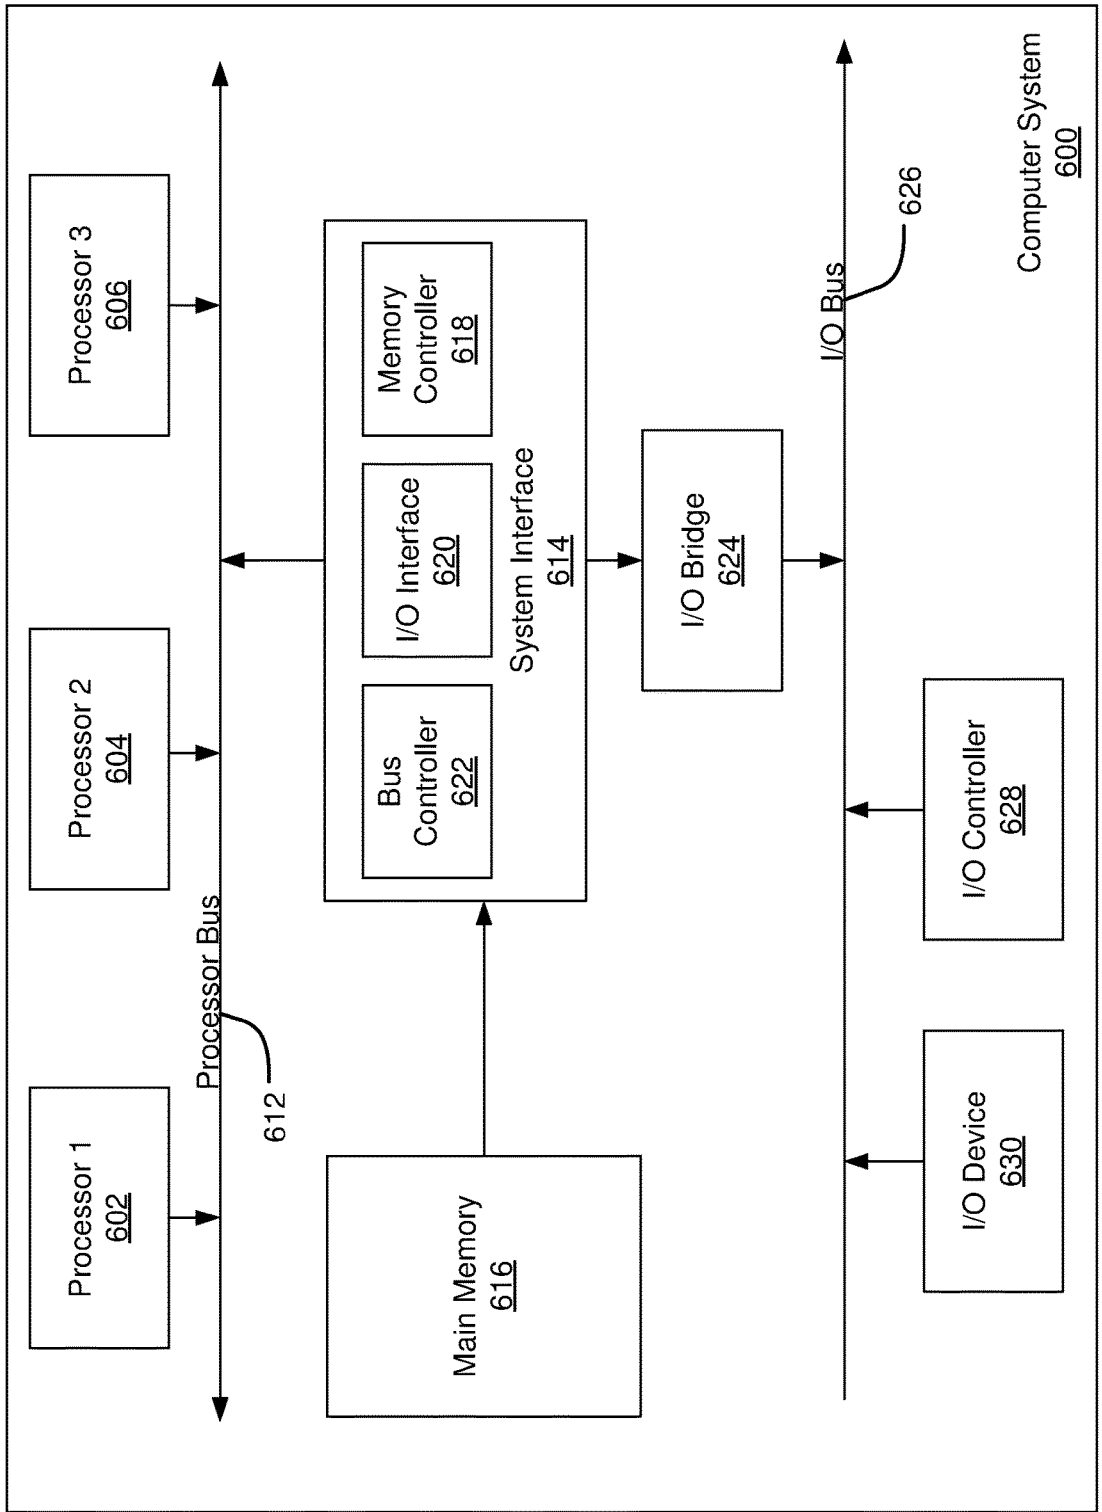 Processor 1
602
Processor 2
604
Processor 3
606
Processor Bus
612
Main Memory
616
Bus
Controller
622
I/O Interface
620
Memory
Controller
618
System Interface
614
I/O Bridge
624
I/O Bus
626
I/O Device
630
I/O Controller
628
Computer System
600